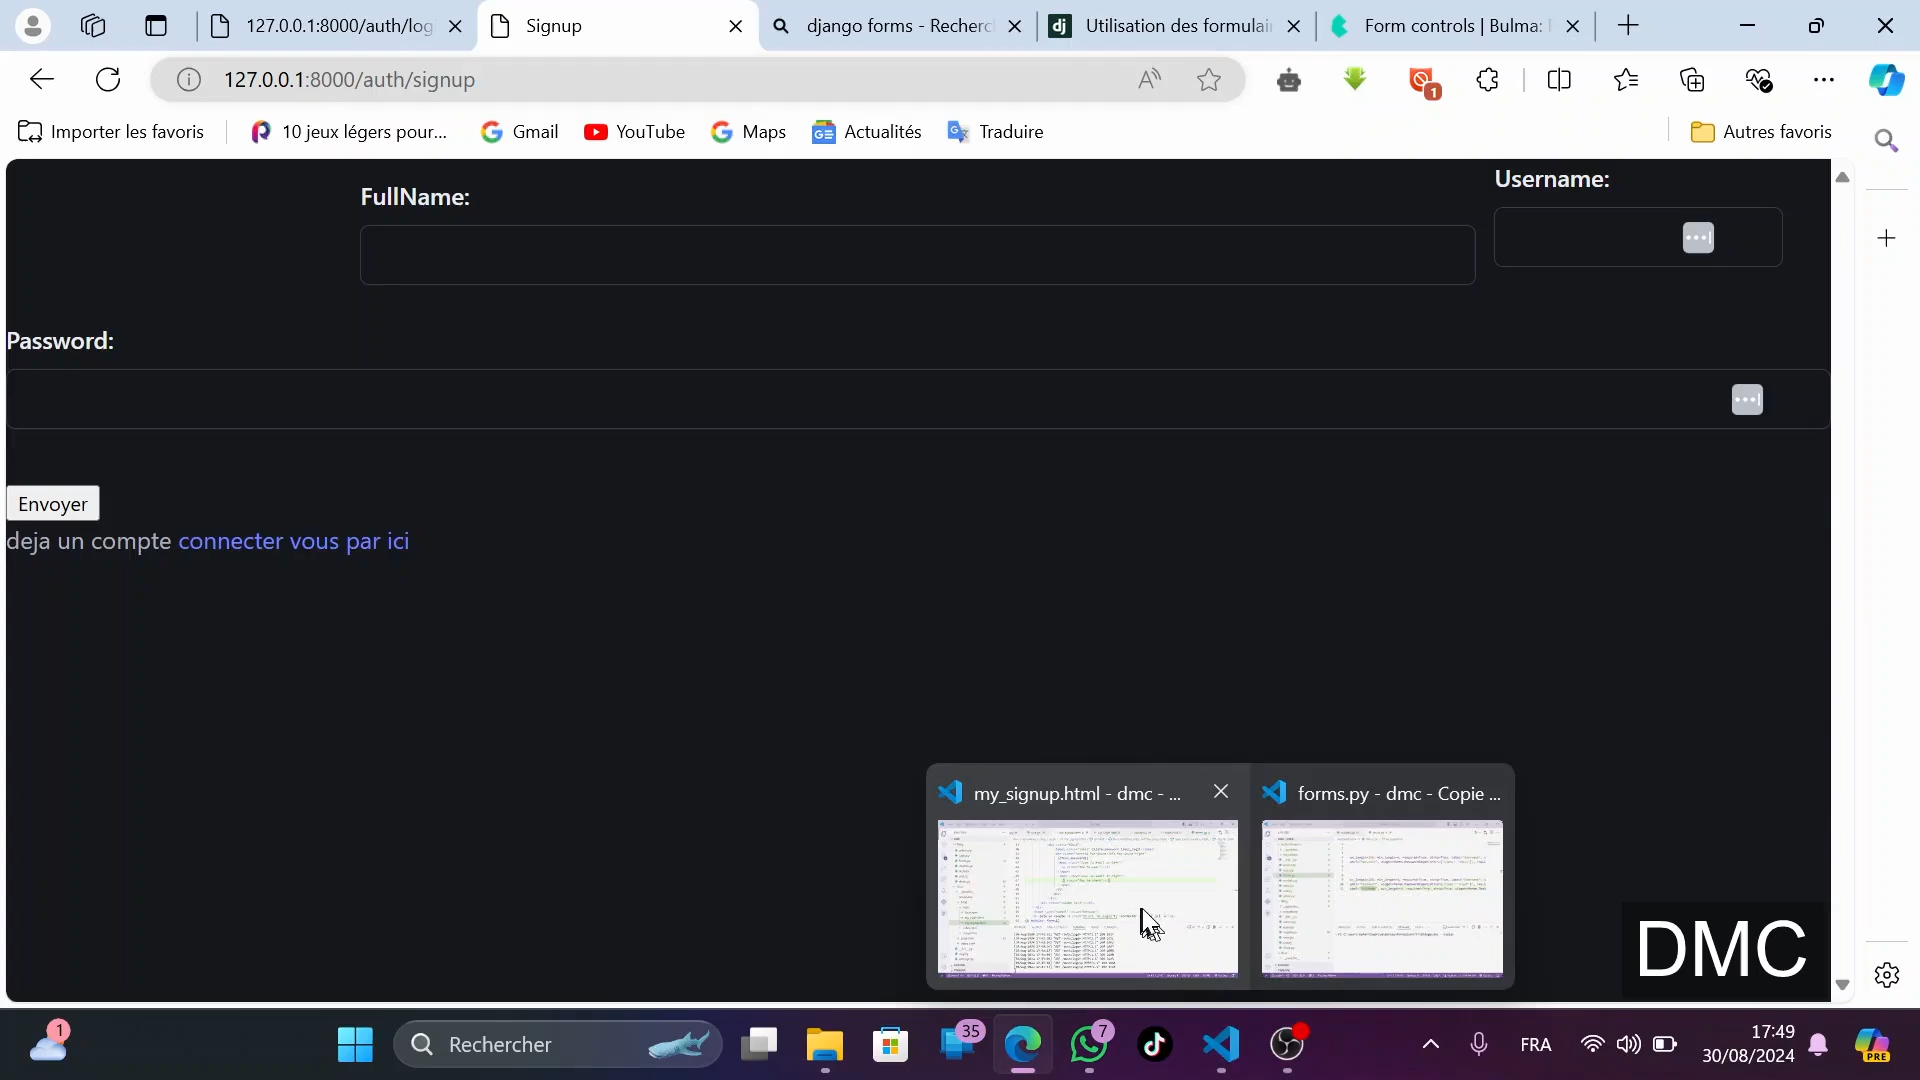 127.0.0.1:8000/auth/log
Signup
django forms - Recherc
Utilisation des formulai
Form controls | Bulma:
127.0.0.1:8000/auth/signup
1
Importer les favoris
10 jeux légers pour...
Gmail
YouTube
Maps
Actualités
Traduire
Autres favoris
FullName:
Username:
Password:
Envoyer
deja un compte connecter vous par ici
my_signup.html - dmc - ...
forms.py - dmc - Copie ...
DMC
1
Rechercher
35
7
FRA
17:49
30/08/2024
PRE